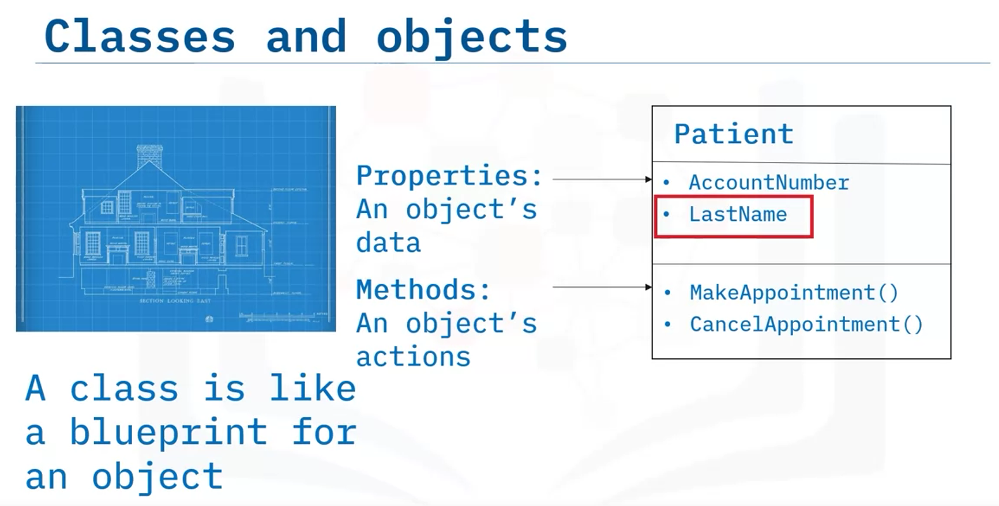 Classes and objects
SECTION LOOKING EAST
A class is like
a blueprint for
an object
Properties:
An object’s
data
Methods:
An object’s
actions
Patient
• AccountNumber
• LastName
• MakeAppointment()
• CancelAppointment()